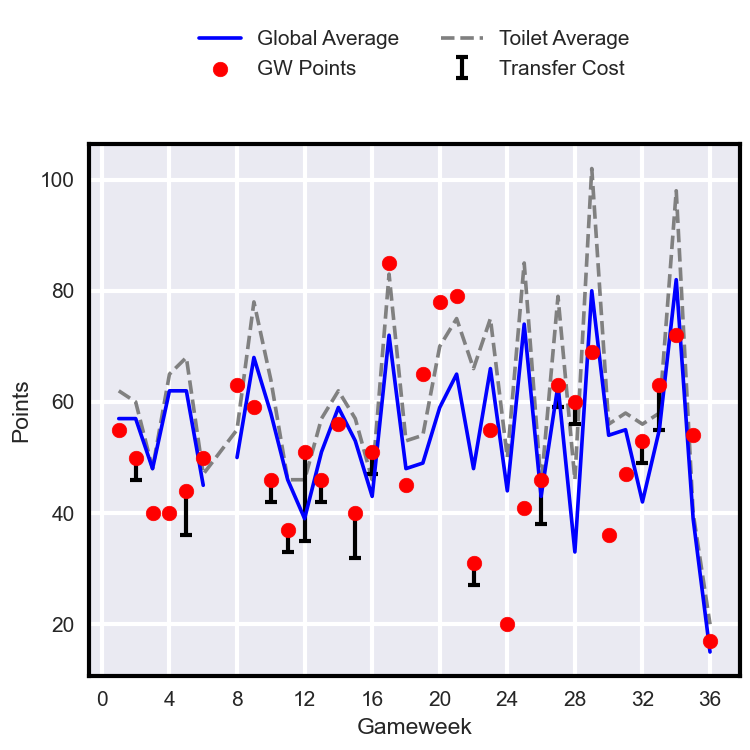 Global Average
Toilet Average
GW Points
Transfer Cost
100
80
60
40
20
Points
0 4 8 12 16 20 24 28 32 36
Gameweek